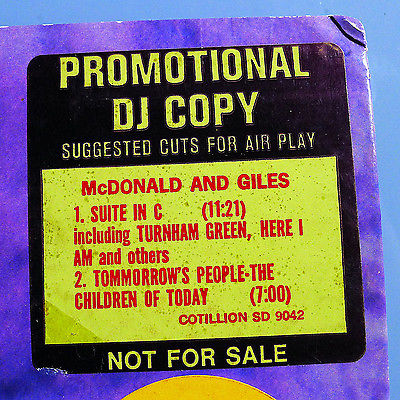 PROMOTIONAL
DJ COPY
SUGGESTED CUTS FOR AIR PLAY
McDONALD AND GILES
1. SUITE IN C (11:21)
including TURNHAM GREEN, HERE I
AM and others
2. TOMMORROW'S PEOPLE-THE
CHILDREN OF TODAY (7:00)
COTILLION SD 9042
NOT FOR SALE